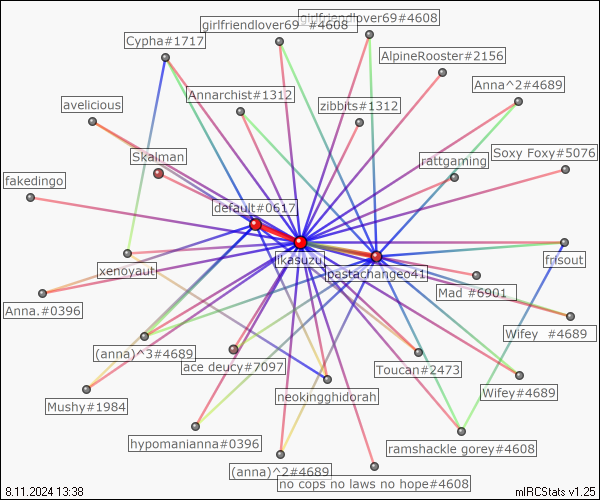 girlfriendlover69 #4608
girlfriendlover69#4608
Cypha#1717
AlpineRooster#2156
Anna^2#4689
Annarchist#1312
avelicious
zibbits#1312
Skalman
rattgaming
Soxy Foxy#5076
fakedingo
default#0617
ikasuzu
frisout
xenoyaut
pastachangeo41
Mad #6901
Anna.#0396
Wifey #4689
(anna)^3#4689
ace deucy#7097
Toucan#2473
neokingghidorah
Wifey#4689
Mushy#1984
hypomanianna#0396
ramshackle gorey#4608
(anna)^2#4689
no cops no laws no hope#4608
8.11.2024 13:38
mIRCStats v1.25